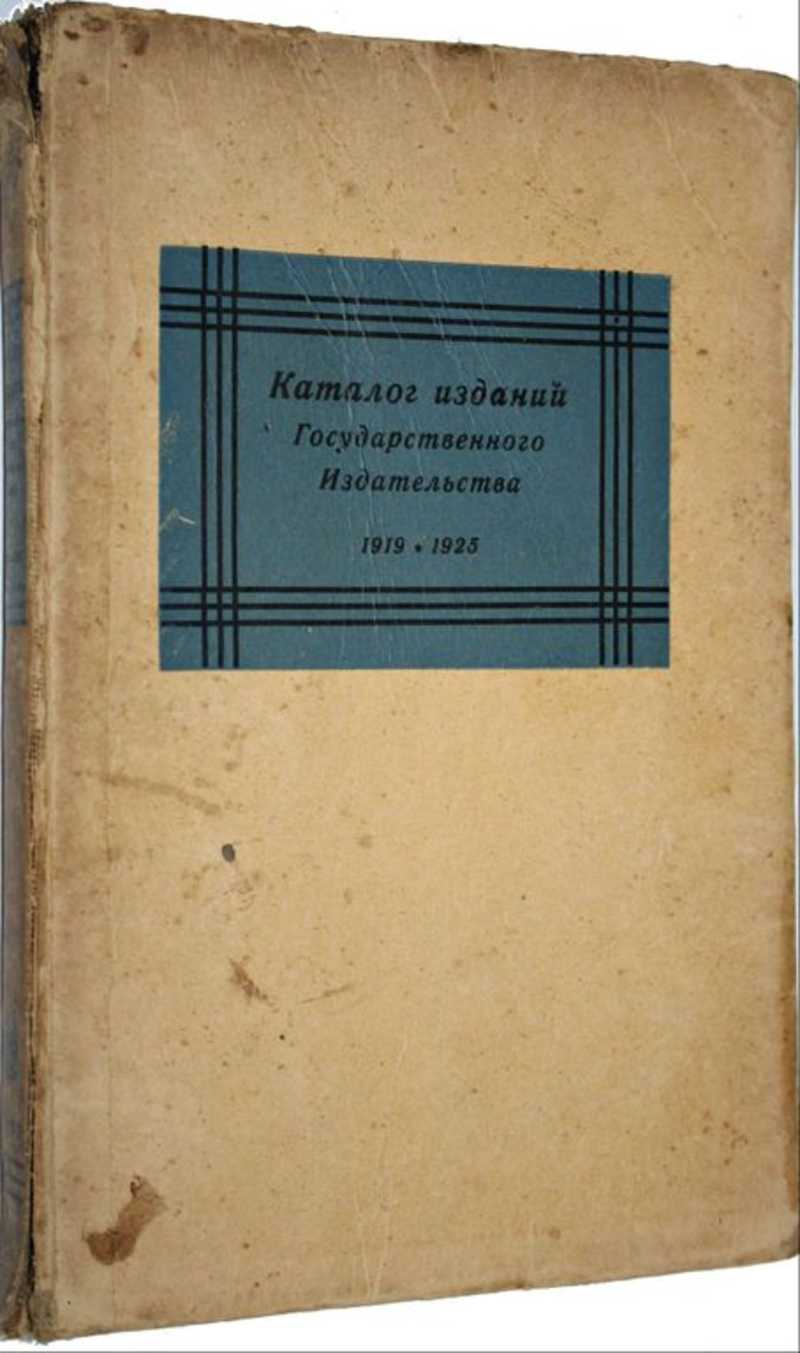 Каталог изданий
Государственного
Издательства
1919 • 1925